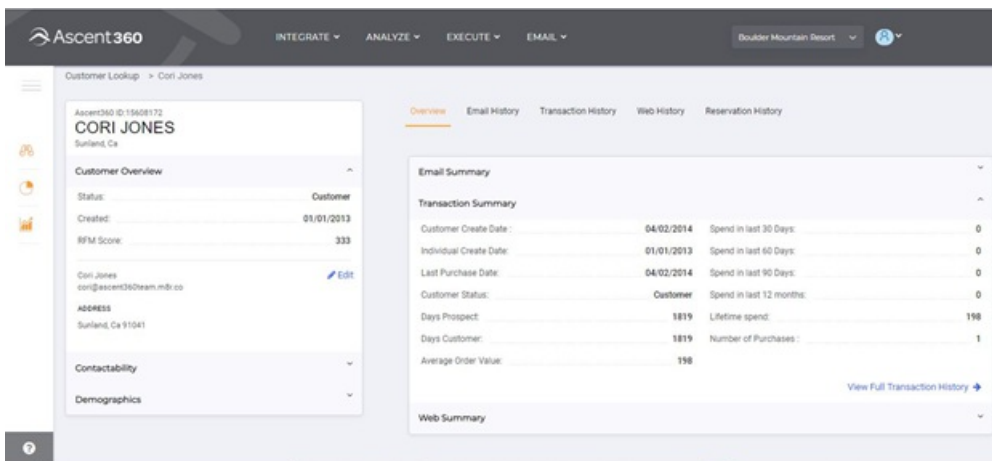 Ascent360
INTEGRATE ANALYZE EXECUTE EMAIL
Boulder Mountain Resort
Customer Lookup > Cori Jones
Ascent360 ID:15608172
CORI JONES
Sunland, Ca
Customer Overview
Status: Customer
Created: 01/01/2013
RFM Score: 333
Cori Jones
Edit
cori@ascent360team.m8r.co
ADDRESS
Sunland, Ca 91041
Contactability
Demographics
Overview Email History Transaction History Web History Reservation History
Email Summary
Transaction Summary
Customer Create Date : 04/02/2014 Spend in last 30 Days: 0
Individual Create Date: 01/01/2013 Spend in last 60 Days: 0
Last Purchase Date: 04/02/2014 Spend in last 90 Days: 0
Customer Status: Customer Spend in last 12 months: 0
Days Prospect: 1819 Lifetime spend: 198
Days Customer: 1819 Number of Purchases : 1
Average Order Value: 198
View Full Transaction History →
Web Summary
?